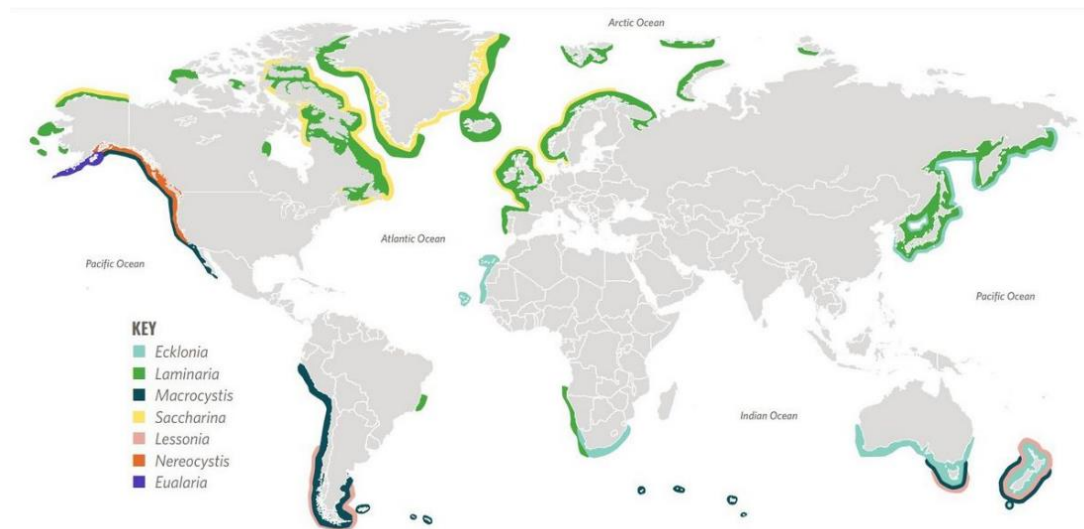 Arctic Ocean
Atlantic Ocean
Pacific Ocean
Pacific Ocean
Indian Ocean
KEY
Ecklonia
Laminaria
Macrocystis
Saccharina
Lessonia
Nereocystis
Eualaria